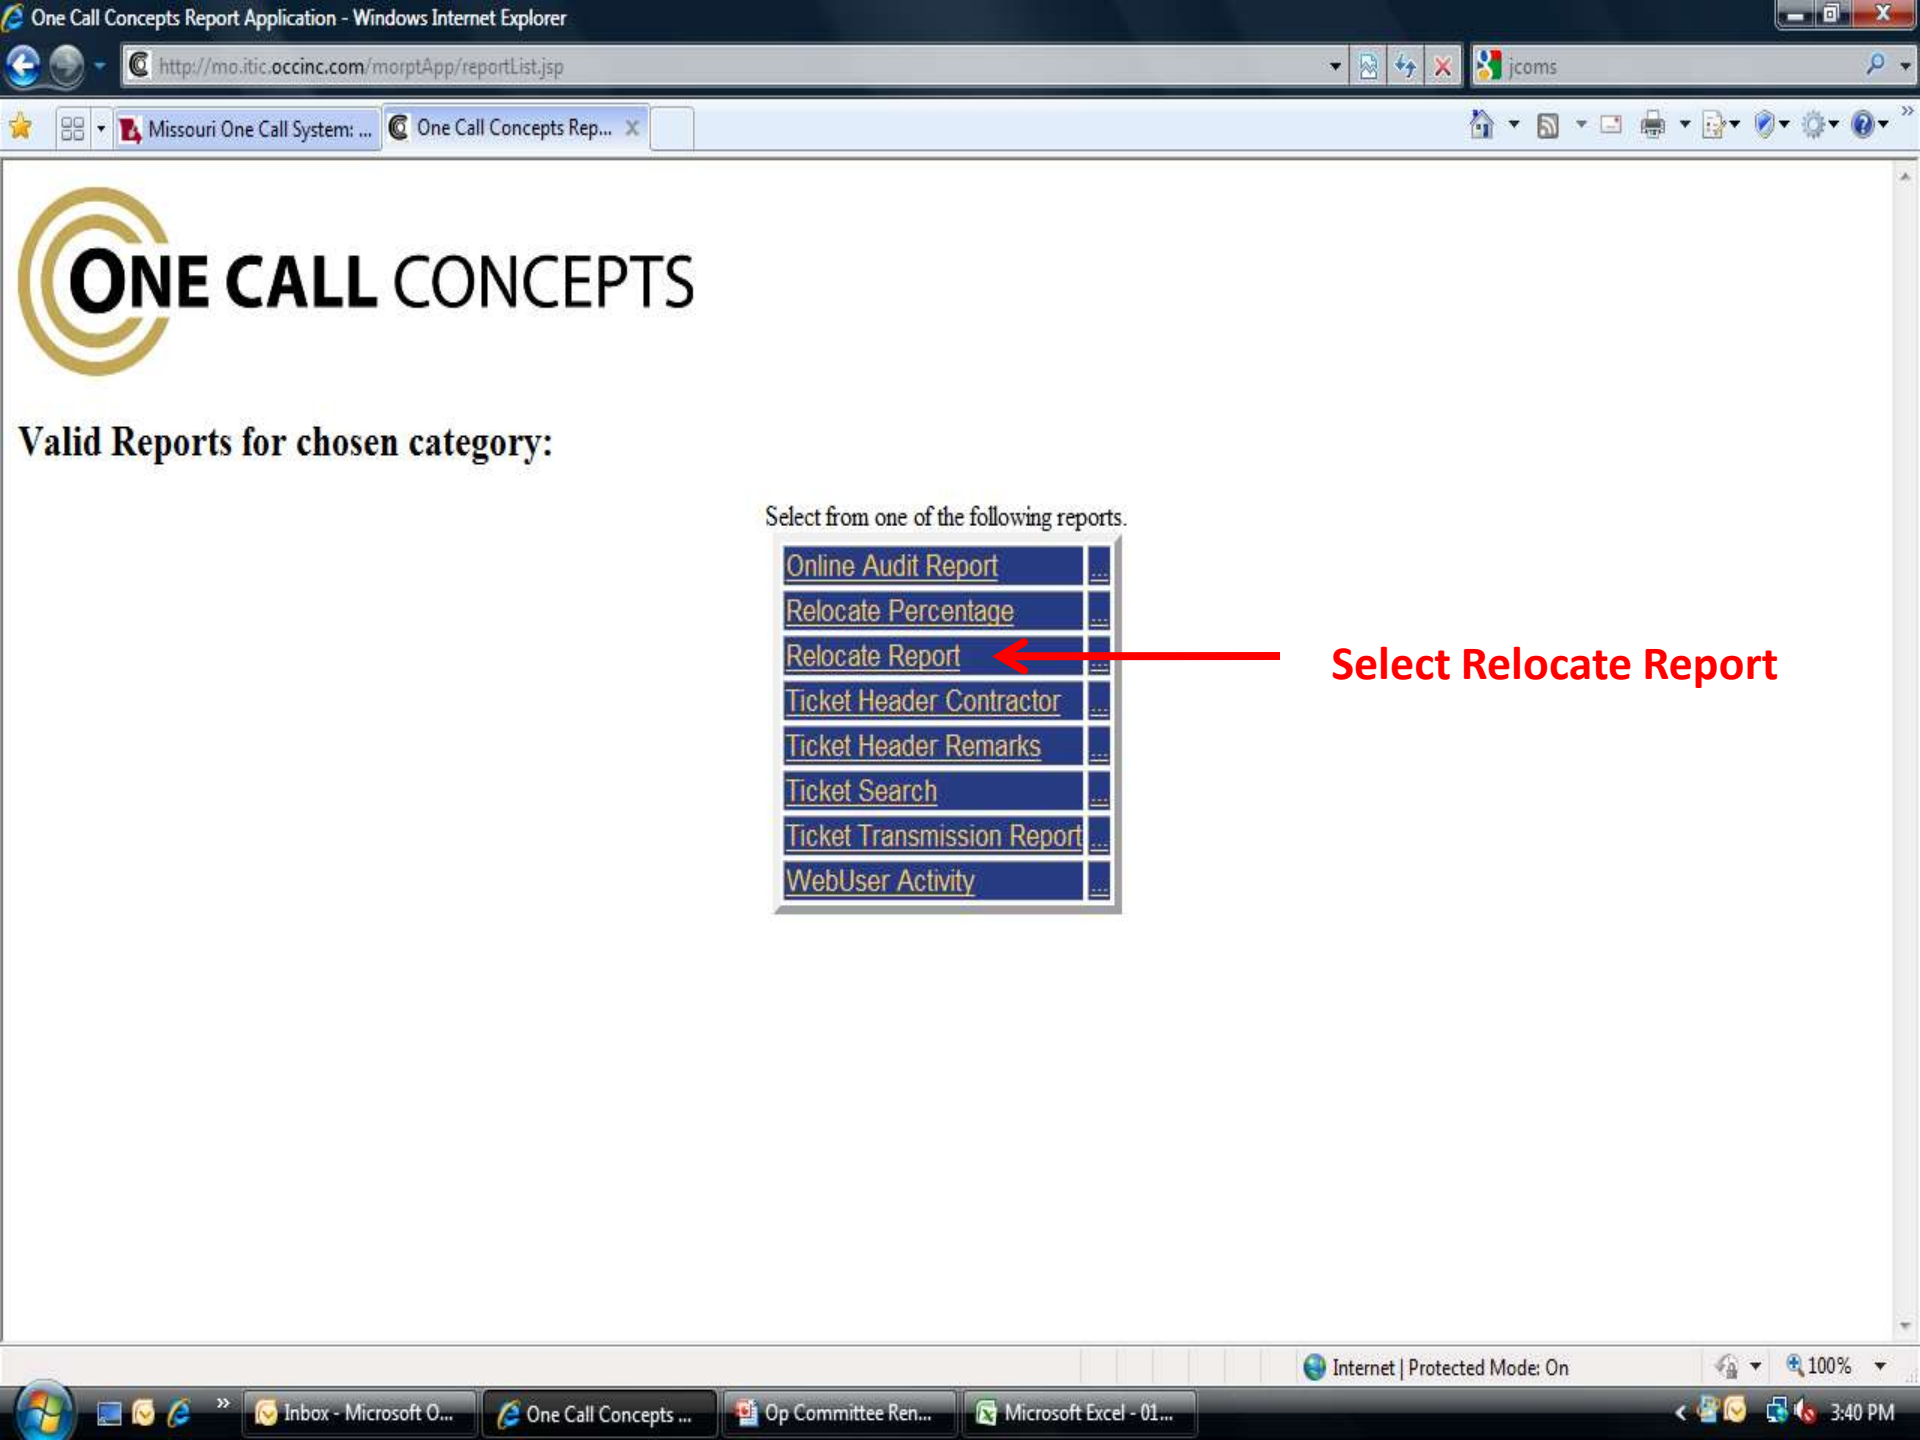 One Call Concepts Report Application - Windows Internet Explorer
http://mo.itic.occinc.com/morptApp/reportList.jsp
jcoms
Missouri One Call System: ...
One Call Concepts Rep...
ONE CALL CONCEPTS
Valid Reports for chosen category:
Select from one of the following reports.
Online Audit Report ...
Relocate Percentage ...
Relocate Report ...
Select Relocate Report
Ticket Header Contractor ...
Ticket Header Remarks ...
Ticket Search ...
Ticket Transmission Report ...
WebUser Activity ...
Internet | Protected Mode: On
100%
Inbox - Microsoft O...
One Call Concepts ...
Op Committee Ren...
Microsoft Excel - 01...
3:40 PM